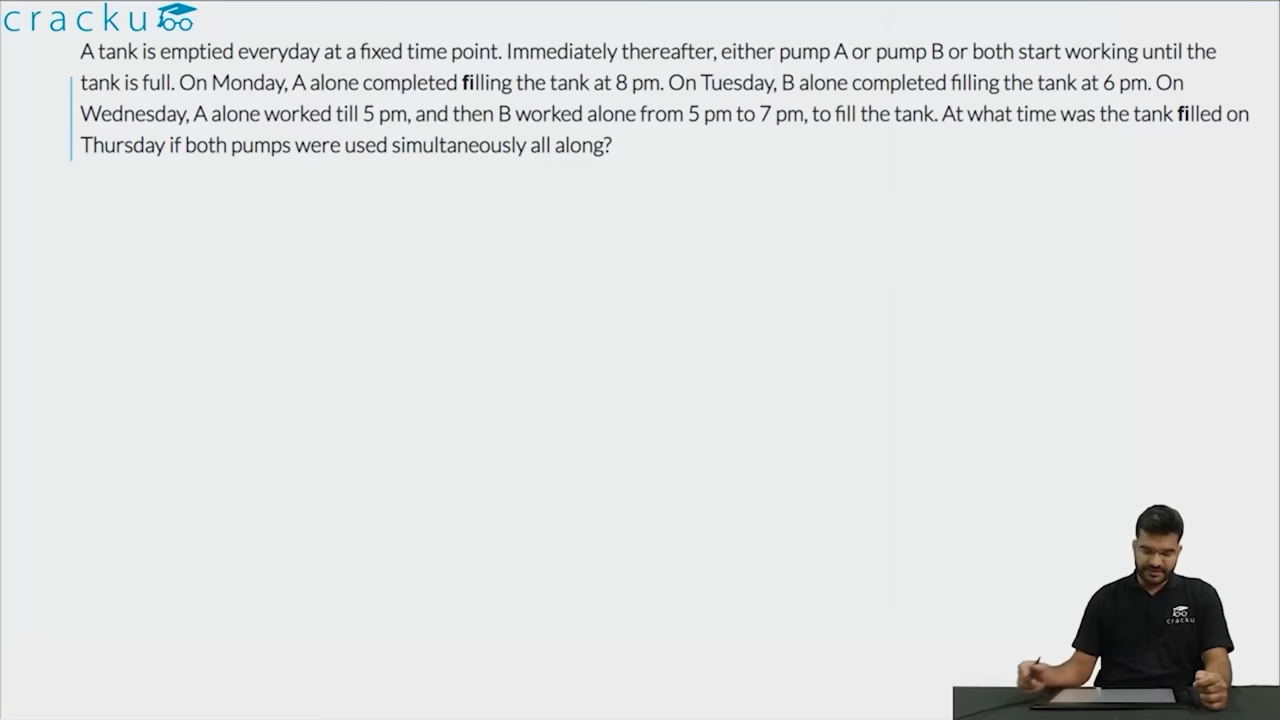 cracku
A tank is emptied everyday at a fixed time point. Immediately thereafter, either pump A or pump B or both start working until the
tank is full. On Monday, A alone completed filling the tank at 8 pm. On Tuesday, B alone completed filling the tank at 6 pm. On
Wednesday, A alone worked till 5 pm, and then B worked alone from 5 pm to 7 pm, to fill the tank. At what time was the tank filled on
Thursday if both pumps were used simultaneously all along?
cracku